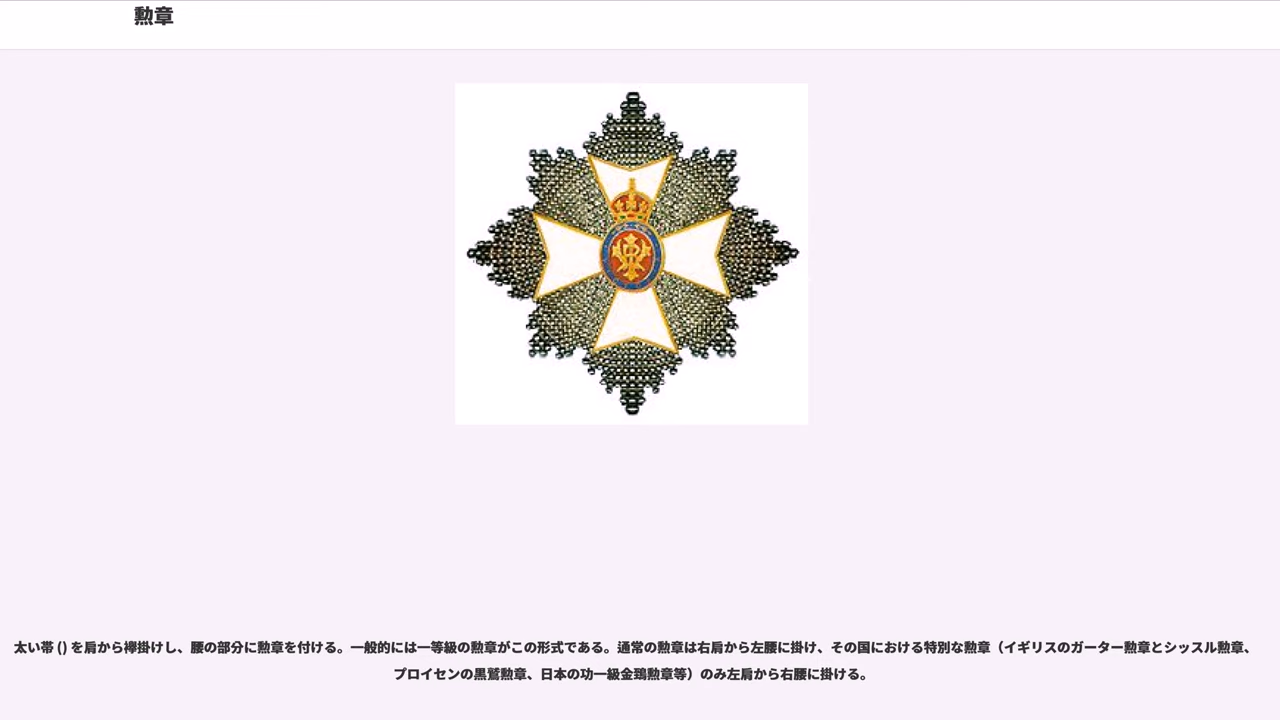 勲章
太い帯 () を肩から襷掛けし、腰の部分に勲章を付ける。一般的には一等級の勲章がこの形式である。通常の勲章は右肩から左腰に掛け、その国における特別な勲章（イギリスのガーター勲章とシッスル勲章、
プロイセンの黒鷲勲章、日本の功一級金鵄勲章等）のみ左肩から右腰に掛ける。